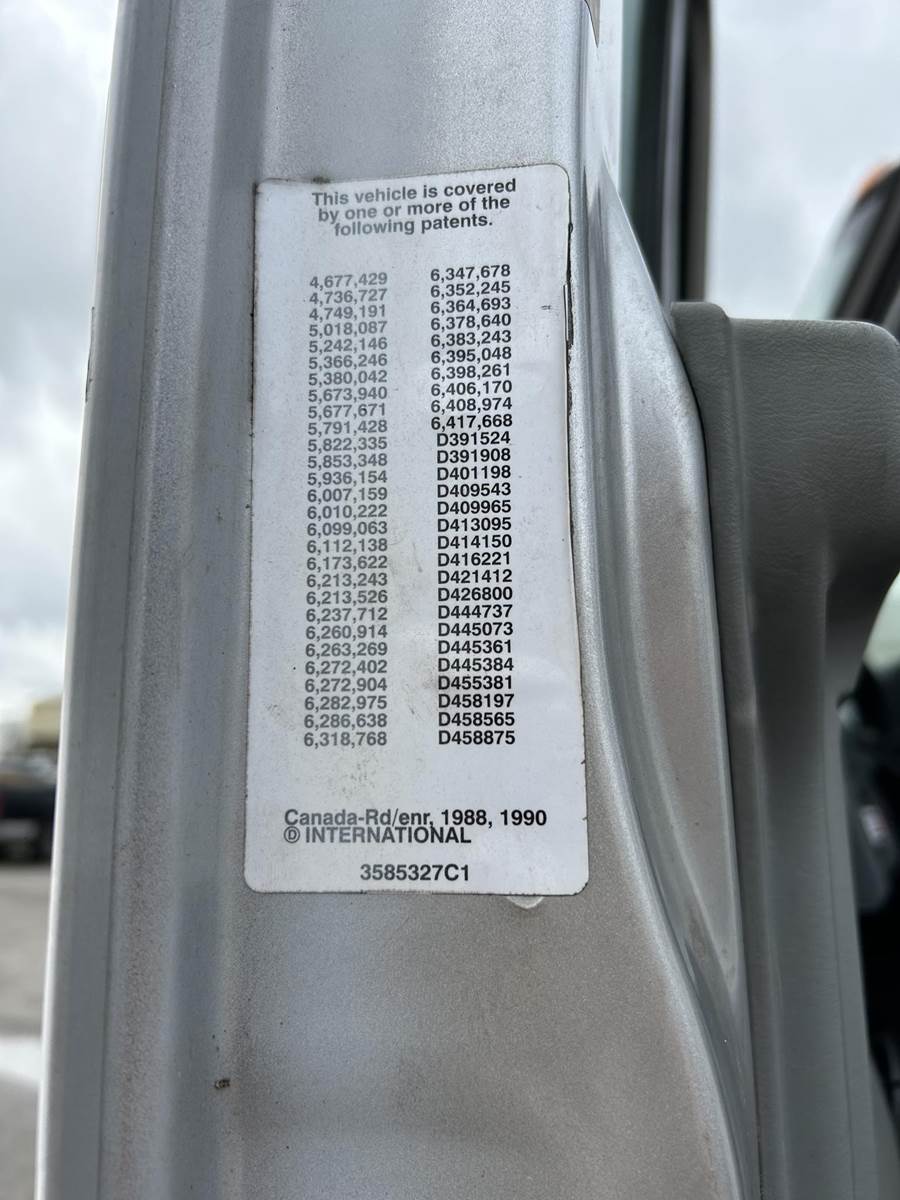 This vehicle is covered
by one or more of the
following patents.
4,677,429 6,347,678
4,736,727 6,352,245
4,749,191 6,364,693
5,018,087 6,378,640
5,242,146 6,383,243
5,366,246 6,395,048
5,380,042 6,398,261
5,673,940 6,406,170
5,677,671 6,408,974
5,791,428 6,417,668
5,822,335 D391524
5,853,348 D391908
5,936,154 D401198
6,007,159 D409543
6,010,222 D409965
6,099,063 D413095
6,112,138 D414150
6,173,622 D416221
6,213,243 D421412
6,213,526 D426800
6,237,712 D444737
6,260,914 D445073
6,263,269 D445361
6,272,402 D445384
6,272,904 D455381
6,282,975 D458197
6,286,638 D458565
6,318,768 D458875
Canada-Rd/enr, 1988, 1990
Ⓓ INTERNATIONAL
3585327C1